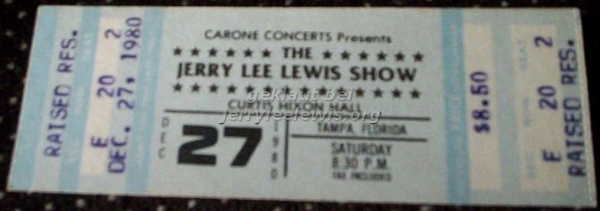 RAISED RES.
E 20 2
DEC. 27, 1980
CARONE CONCERTS Presents
★ ★ ★ ★ ★ ★ THE ★ ★ ★ ★ ★ ★
JERRY LEE LEWIS SHOW
★ ★ ★ ★ ★ ★ ★ ★ ★ ★ ★ ★ ★ ★
geklaut bei
CURTIS HIXON HALL
jerryleelewis.org
DEC 27 1980
TAMPA, FLORIDA
SATURDAY
8:30 P.M.
TAX INCLUDED
$8.50
E 20 2
RAISED RES.